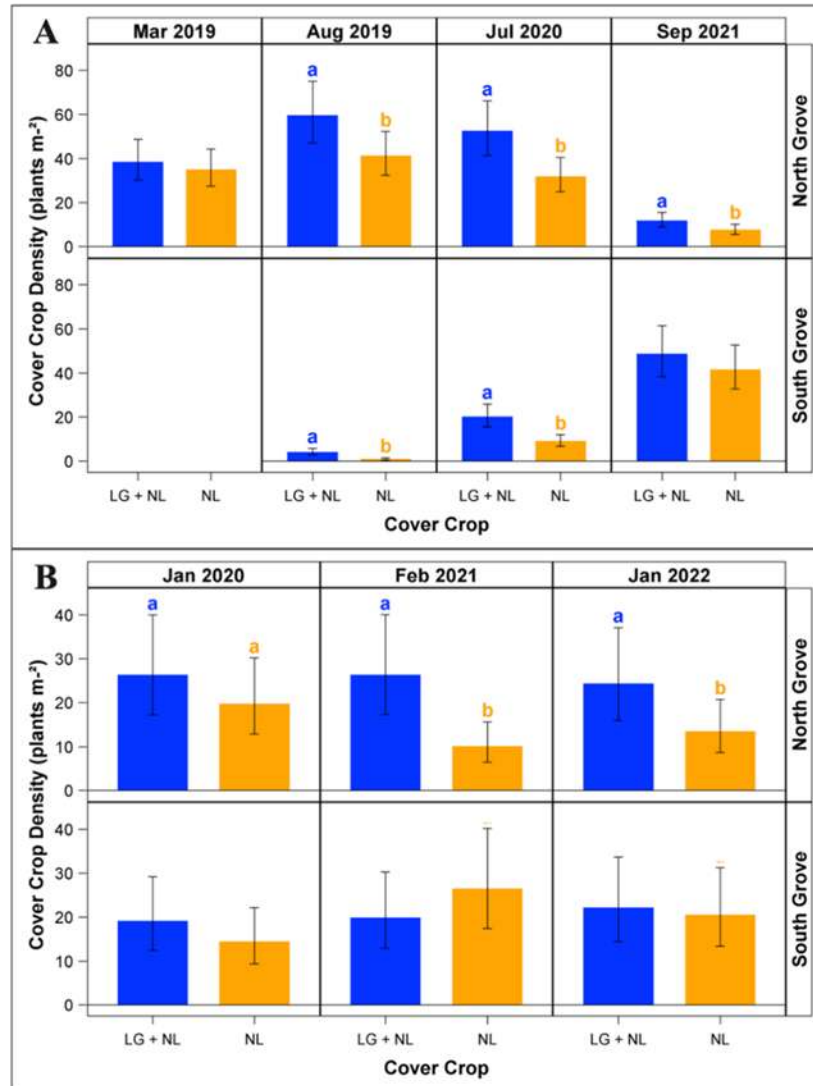 A
Mar 2019 Aug 2019 Jul 2020 Sep 2021
Cover Crop Density (plants m-²)
80
60
40
20
0
a b a b a b
North Grove
80
60
40
20
0
a b a b
South Grove
LG + NL NL LG + NL NL LG + NL NL LG + NL NL
Cover Crop
B
Jan 2020 Feb 2021 Jan 2022
Cover Crop Density (plants m-²)
40
30
20
10
0
a a a b a b
North Grove
40
30
20
10
0
South Grove
LG + NL NL LG + NL NL LG + NL NL
Cover Crop